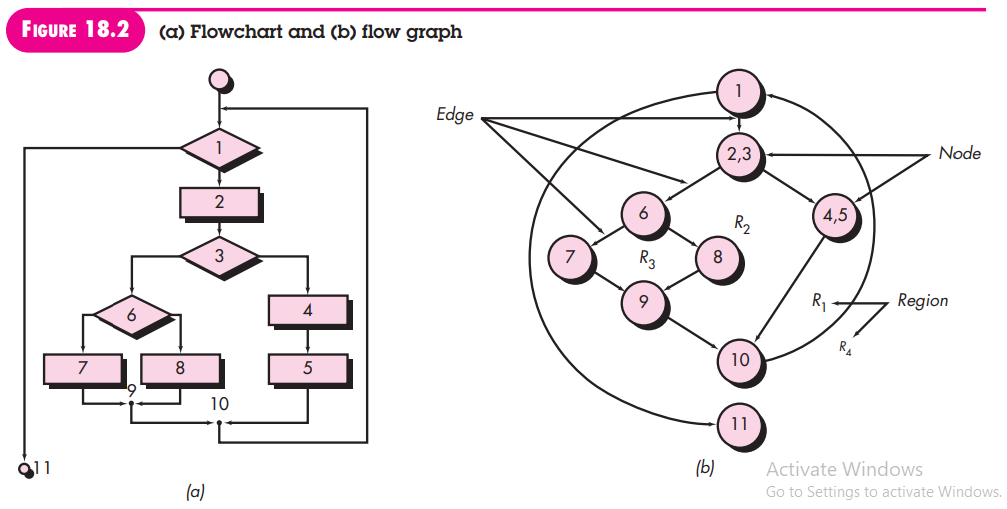 FIGURE 18.2 (a) Flowchart and (b) flow graph
1
2
3
6
4
7
8
5
9
10
11
(a)
Edge
1
2,3
Node
6
R2
4,5
7
R3
8
9
R1
Region
R4
10
11
(b)
Activate Windows
Go to Settings to activate Windows.